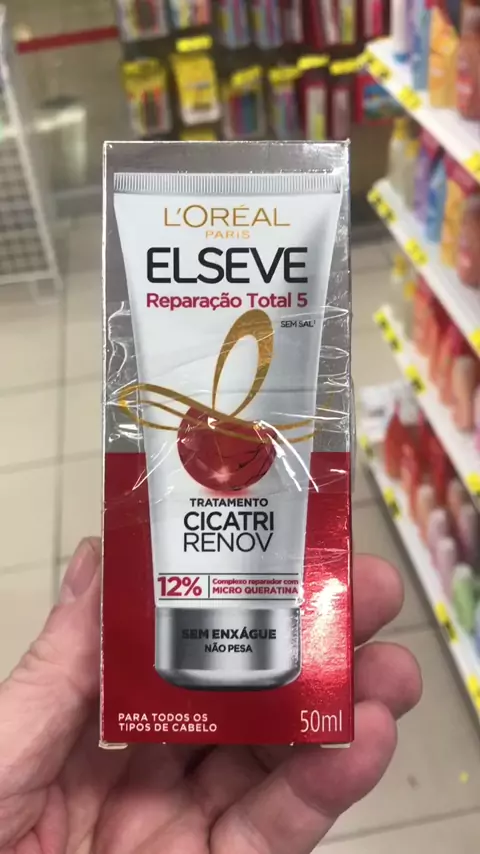 L'ORÉAL
PARIS
ELSEVE
Reparação Total 5
SEM SAL¹
TRATAMENTO
CICATRI
RENOV
12% Complexo reparador com
MICRO QUERATINA
SEM ENXÁGUE
NÃO PESA
PARA TODOS OS
TIPOS DE CABELO
50ml